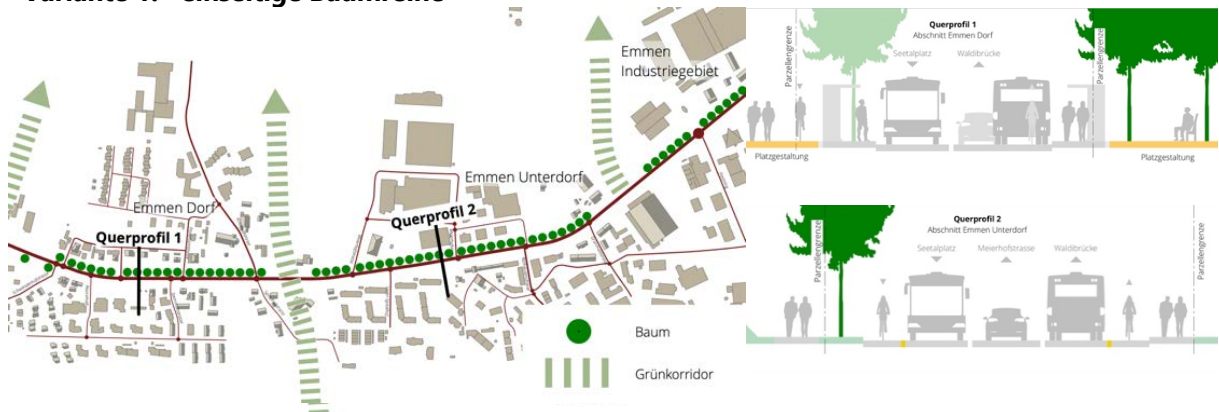 Variante 1: einseitige Baumreihe
Emmen
Industriegebiet
Emmen Unterdorf
Emmen Dorf
Querprofil 2
Querprofil 1
Baum
Grünkorridor
Querprofil 1
Abschnitt Emmen Dorf
Parzellengrenze
Seetalplatz
Waldibrücke
Parzellengrenze
Platzgestaltung
Platzgestaltung
Querprofil 2
Abschnitt Emmen Unterdorf
Parzellengrenze
Seetalplatz
Meierhofstrasse
Waldibrücke
Parzellengrenze